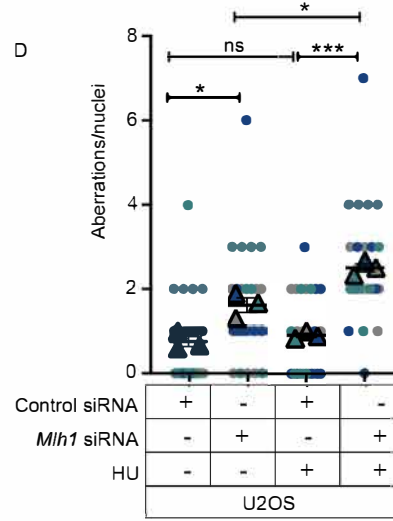 D
*
ns
***
*
Aberrations/nuclei
8
6
4
2
0
Control siRNA + - + -
Mlh1 siRNA - + - +
HU - - + +
U2OS